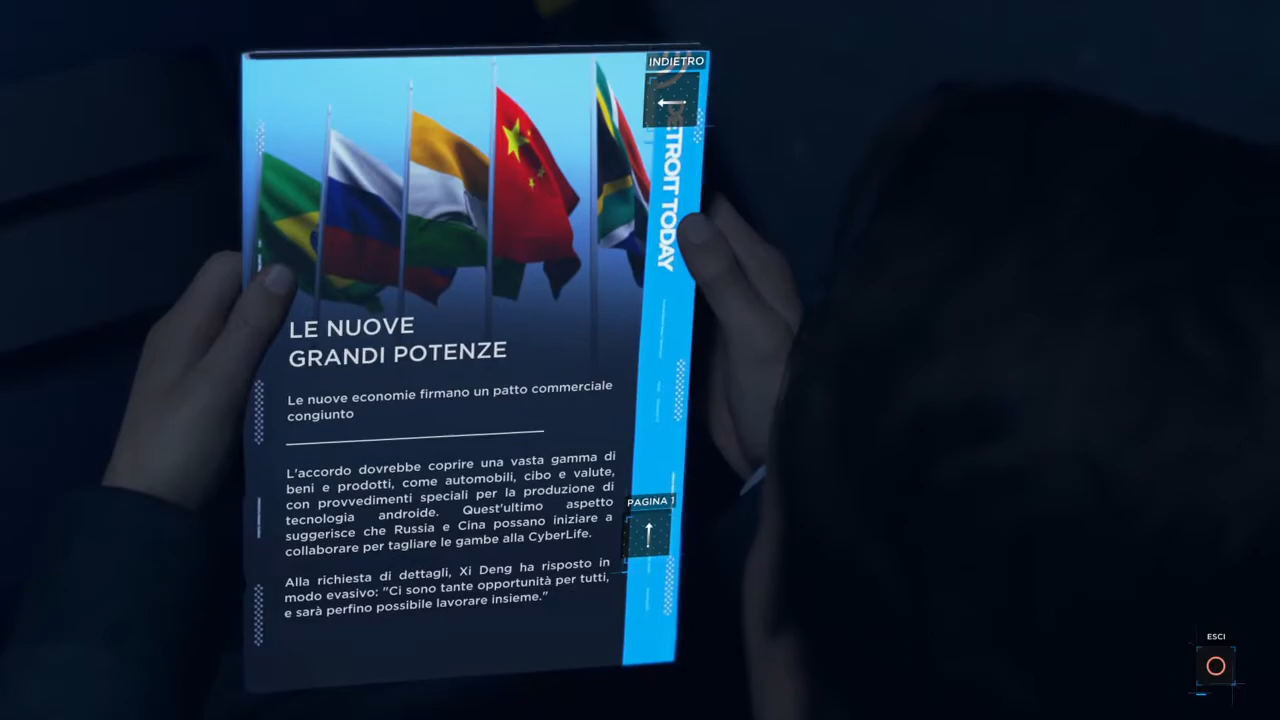 INDIETRO
DETROIT TODAY
LE NUOVE
GRANDI POTENZE
Le nuove economie firmano un patto commerciale
congiunto
L'accordo dovrebbe coprire una vasta gamma di
beni e prodotti, come automobili, cibo e valute,
con provvedimenti speciali per la produzione di
tecnologia androide. Quest'ultimo aspetto
suggerisce che Russia e Cina possano iniziare a
collaborare per tagliare le gambe alla CyberLife.
Alla richiesta di dettagli, Xi Deng ha risposto in
modo evasivo: "Ci sono tante opportunità per tutti,
e sarà perfino possibile lavorare insieme."
PAGINA 1
ESCI